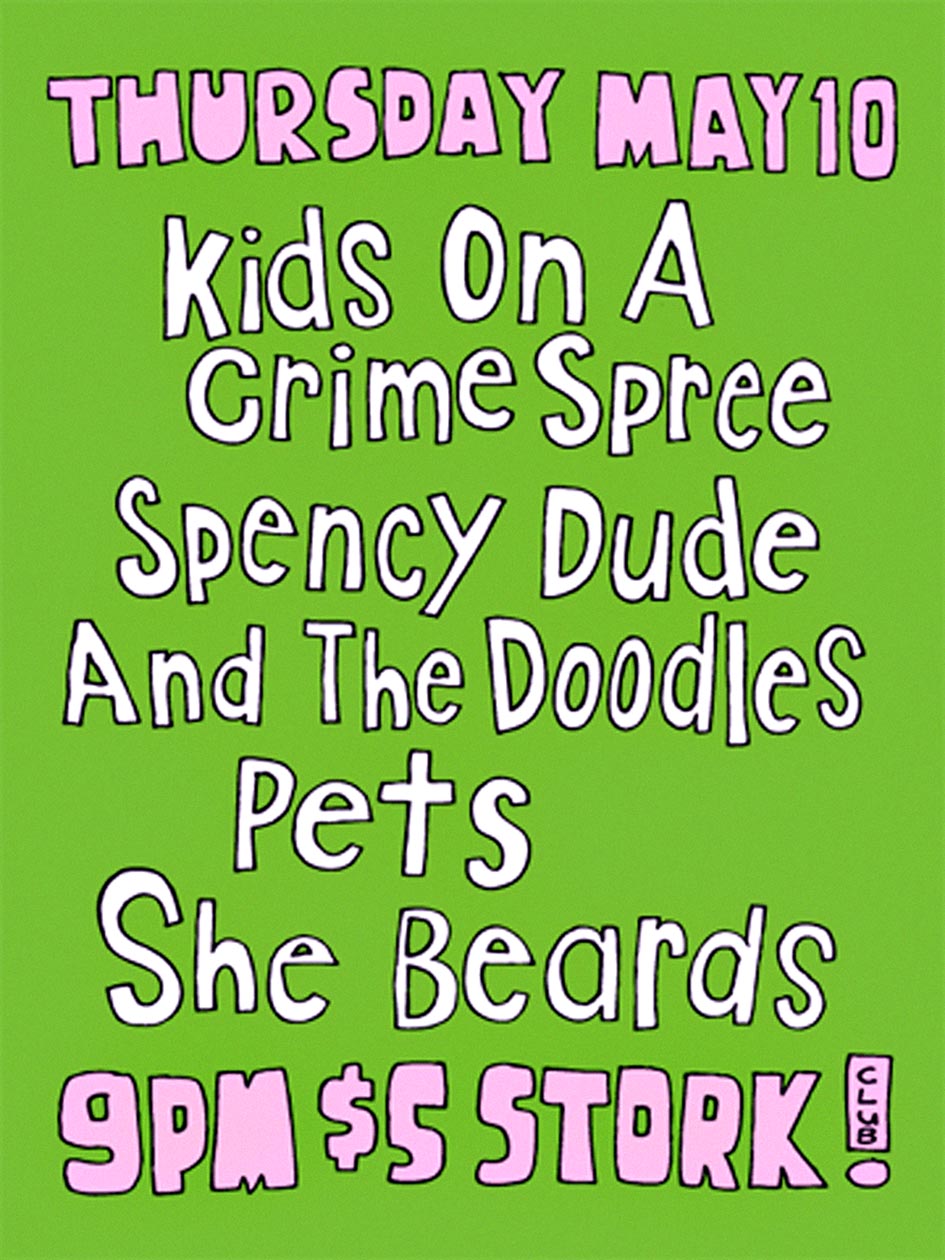 THURSDAY MAY 10
Kids On A
Crime Spree
Spency Dude
And The Doodles
Pets
She Beards
9PM $5 STORK
CLUB